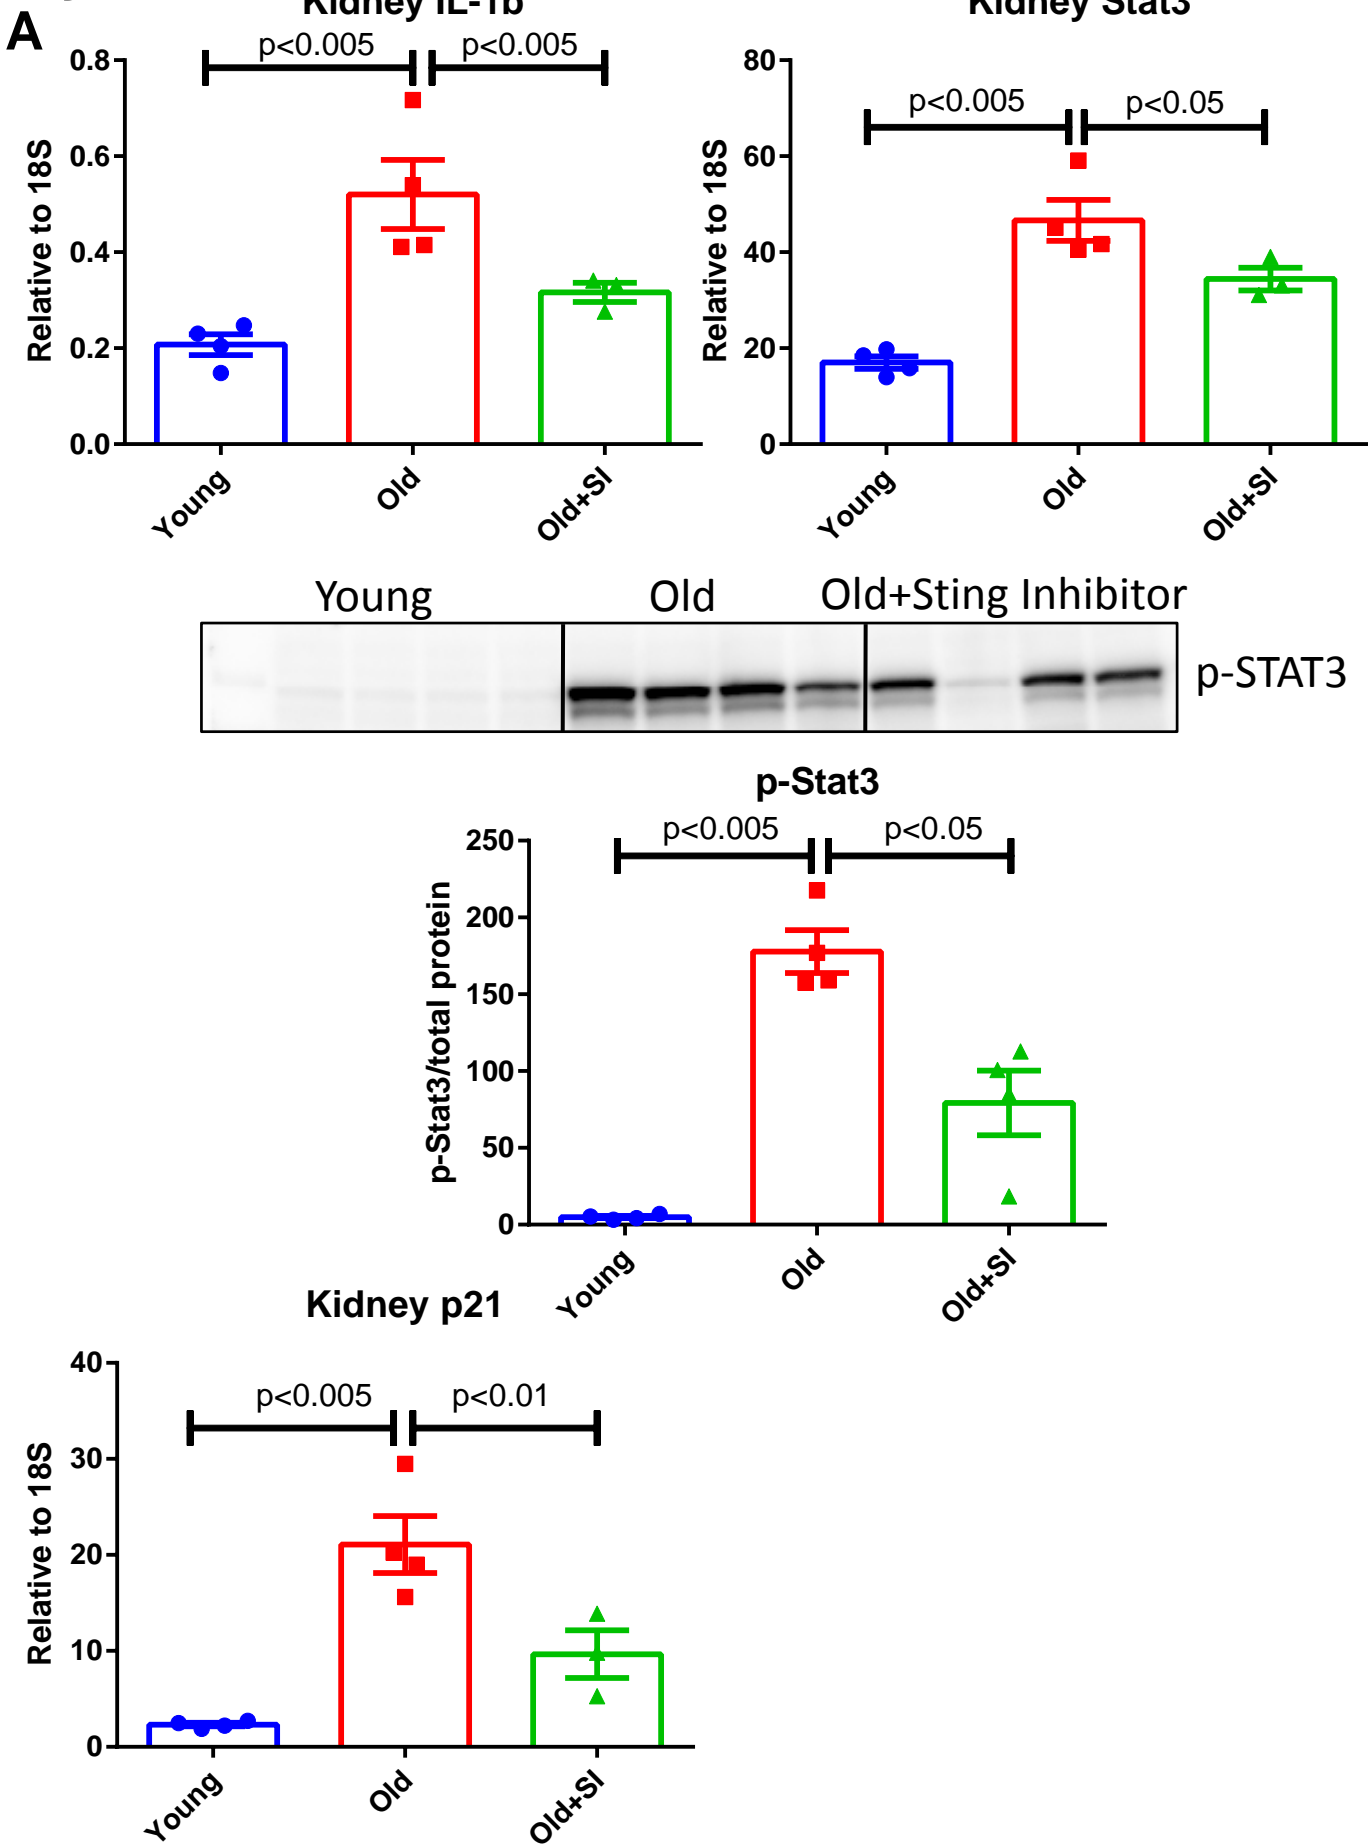 A
Kidney IL-1b
p<0.005
p<0.005
Relative to 18S
0.8
0.6
0.4
0.2
0.0
Young
Old
Old+SI
Kidney Stat3
p<0.005
p<0.05
Relative to 18S
80
60
40
20
0
Young
Old
Old+SI
Young
Old
Old+Sting Inhibitor
p-STAT3
p-Stat3
p<0.005
p<0.05
p-Stat3/total protein
250
200
150
100
50
0
Young
Old
Old+SI
Kidney p21
p<0.005
p<0.01
Relative to 18S
40
30
20
10
0
Young
Old
Old+SI